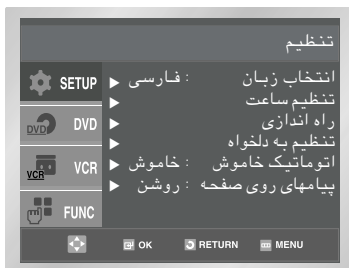 تنظیم
SETUP
DVD DVD
VCR VCR
FUNC
انتخاب زبان : فارسی
تنظیم ساعت
راه اندازی
تنظیم به دلخواه
اتوماتیک خاموش : خاموش
پیامهای روی صفحه : روشن
OK RETURN MENU